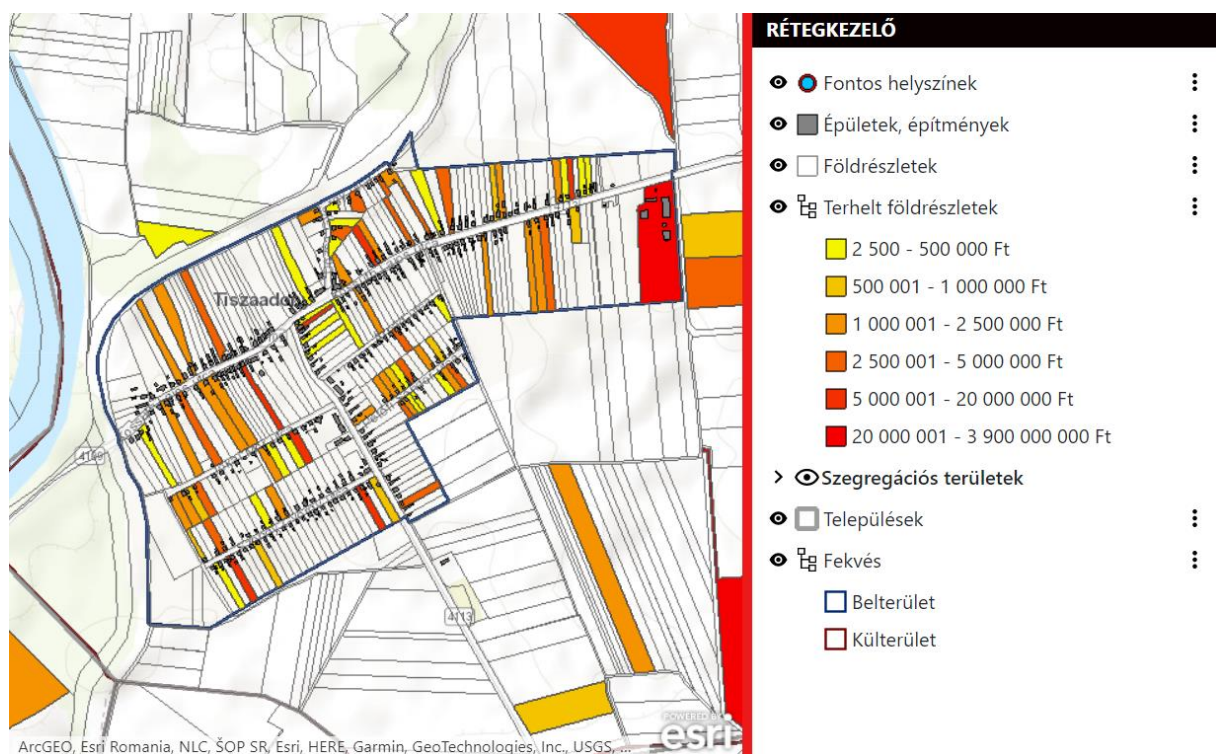 RÉTEGKEZELŐ
Fontos helyszínek
Épületek, építmények
Földrészletek
Terhelt földrészletek
2 500 - 500 000 Ft
500 001 - 1 000 000 Ft
1 000 001 - 2 500 000 Ft
2 500 001 - 5 000 000 Ft
5 000 001 - 20 000 000 Ft
20 000 001 - 3 900 000 000 Ft
Szegregációs területek
Települések
Fekvés
Belterület
Külterület
Tiszaadony
4113
POWERED BY
esri
ArcGEO, Esri Romania, NLC, ŠOP SR, Esri, HERE, Garmin, GeoTechnologies, Inc., USGS, ...